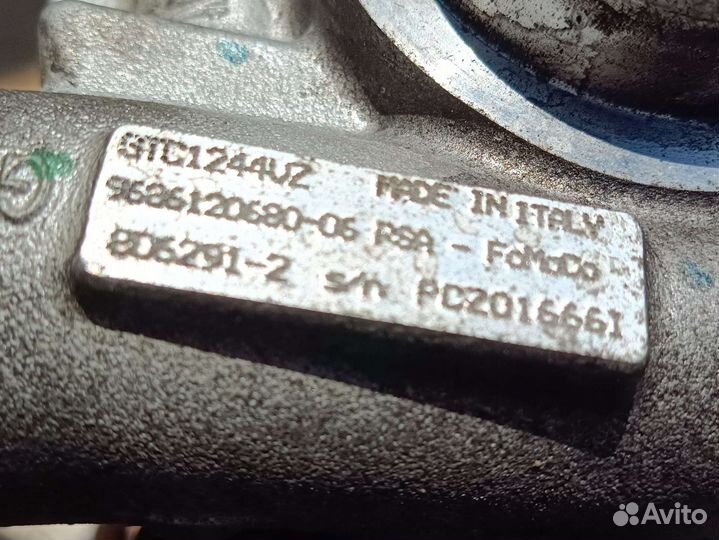 GTC1244VZ MADE IN ITALY
9686120680-06 PSA - FoMoCo
806291-2 s/n PC2016661
Avito